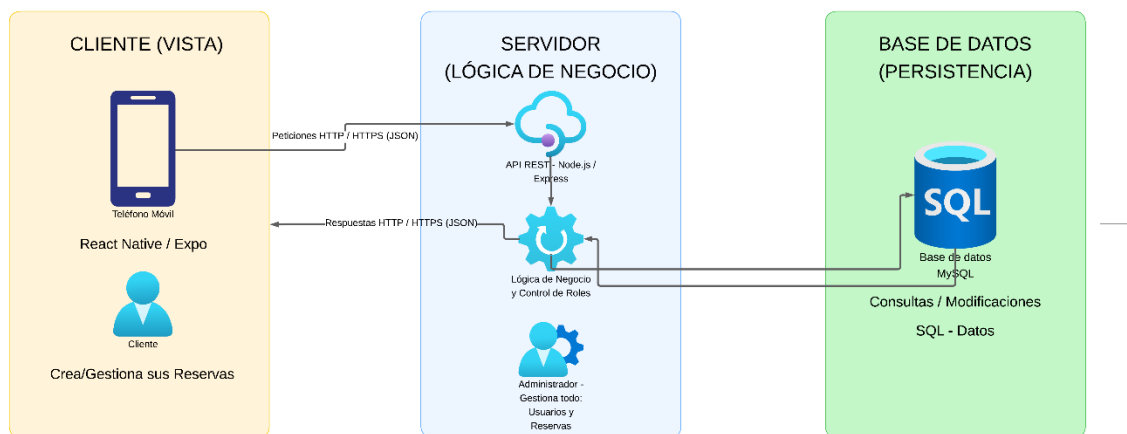 CLIENTE (VISTA)
Teléfono Móvil
React Native / Expo
Cliente
Crea/Gestiona sus Reservas
Peticiones HTTP / HTTPS (JSON)
Respuestas HTTP / HTTPS (JSON)
SERVIDOR
(LÓGICA DE NEGOCIO)
API REST - Node.js /
Express
Lógica de Negocio
y Control de Roles
Administrador -
Gestiona todo:
Usuarios y
Reservas
BASE DE DATOS
(PERSISTENCIA)
SQL
Base de datos
MySQL
Consultas / Modificaciones
SQL - Datos